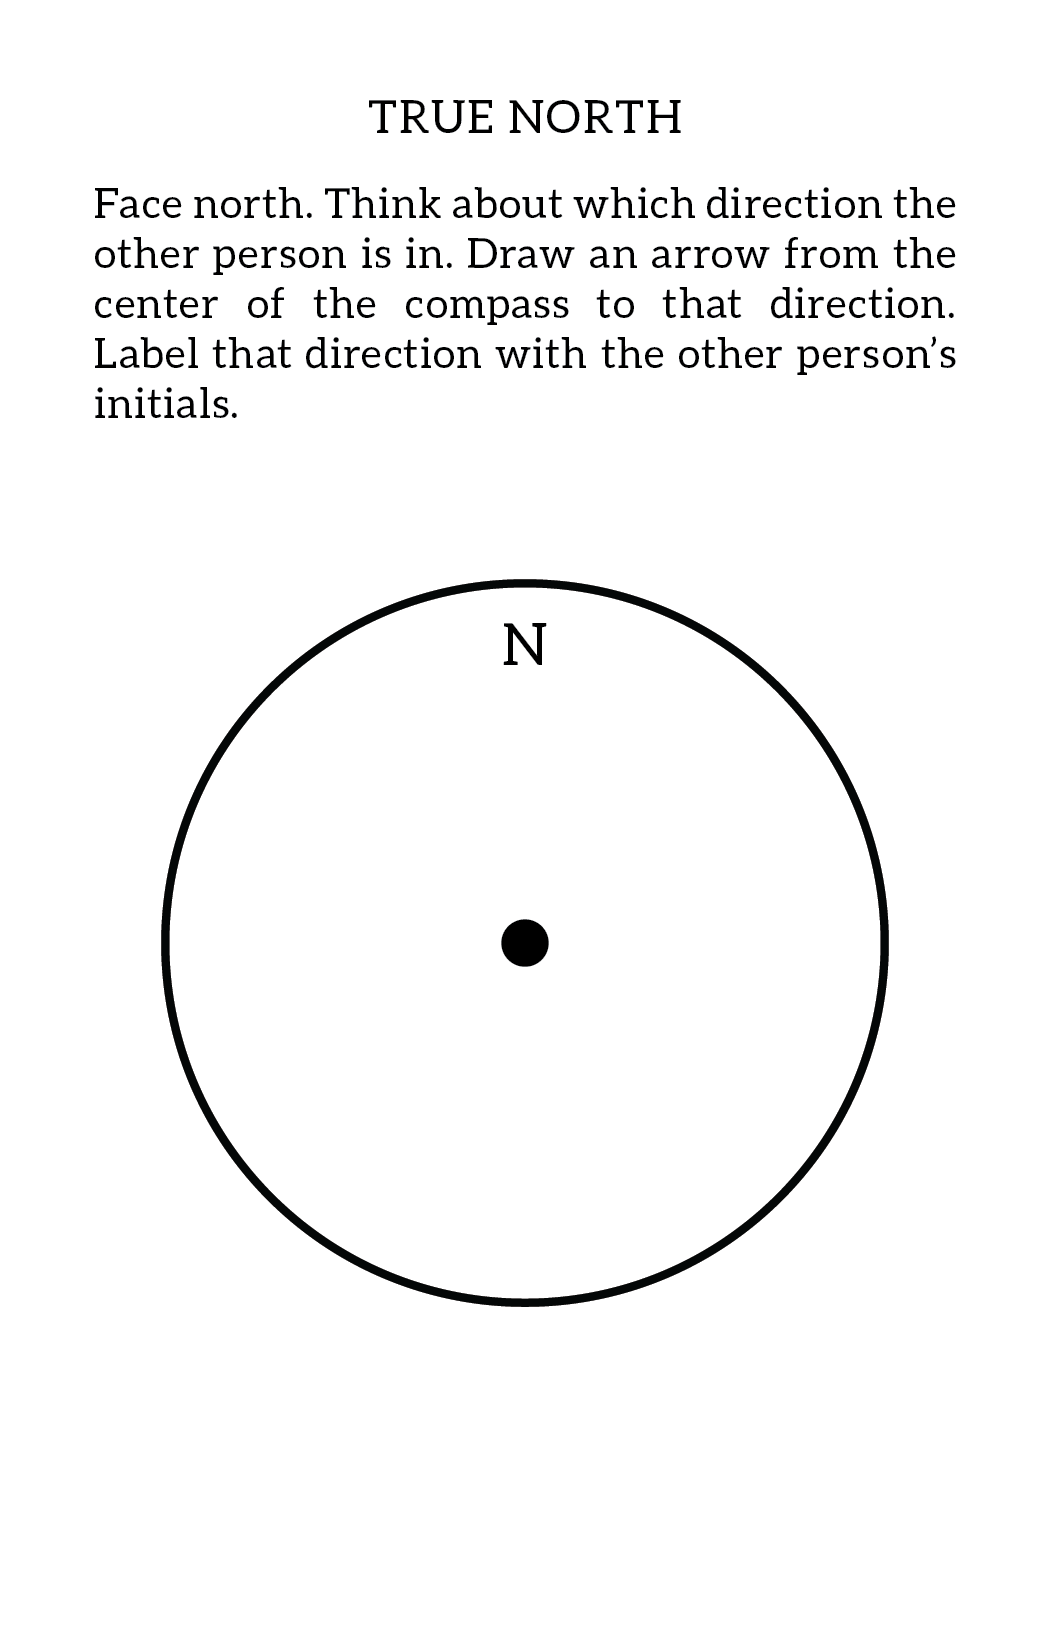 TRUE NORTH
Face north. Think about which direction the
other person is in. Draw an arrow from the
center of the compass to that direction.
Label that direction with the other person’s
initials.
N